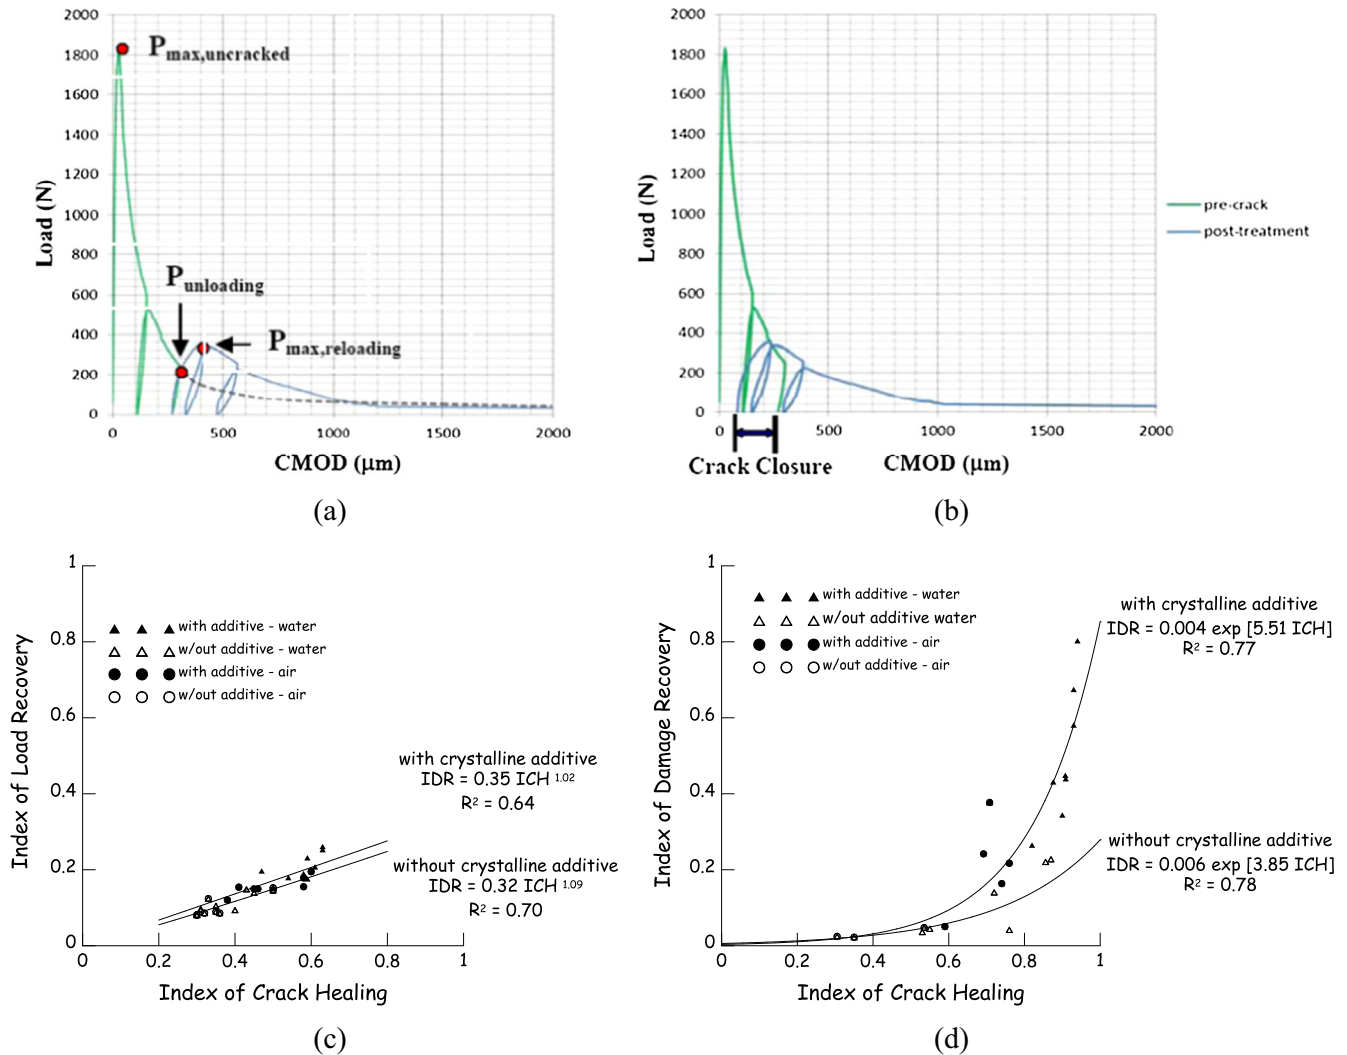 2000
1800
1600
1400
1200
1000
800
600
400
200
0
Load (N)
P max,uncracked
P unloading
P max,reloading
0 500 1000 1500 2000
CMOD (μm)
(a)
2000
1800
1600
1400
1200
1000
800
600
400
200
0
Load (N)
pre-crack
post-treatment
0 500 1000 1500 2000
Crack Closure CMOD (μm)
(b)
1
0.8
0.6
0.4
0.2
0
Index of Load Recovery
with additive - water
w/out additive - water
with additive - air
w/out additive - air
with crystalline additive
IDR = 0.35 ICH 1.02
R2 = 0.64
without crystalline additive
IDR = 0.32 ICH 1.09
R2 = 0.70
0 0.2 0.4 0.6 0.8 1
Index of Crack Healing
(c)
1
0.8
0.6
0.4
0.2
0
Index of Damage Recovery
with additive - water
w/out additive water
with additive - air
w/out additive - air
with crystalline additive
IDR = 0.004 exp [5.51 ICH]
R2 = 0.77
without crystalline additive
IDR = 0.006 exp [3.85 ICH]
R2 = 0.78
0 0.2 0.4 0.6 0.8 1
Index of Crack Healing
(d)